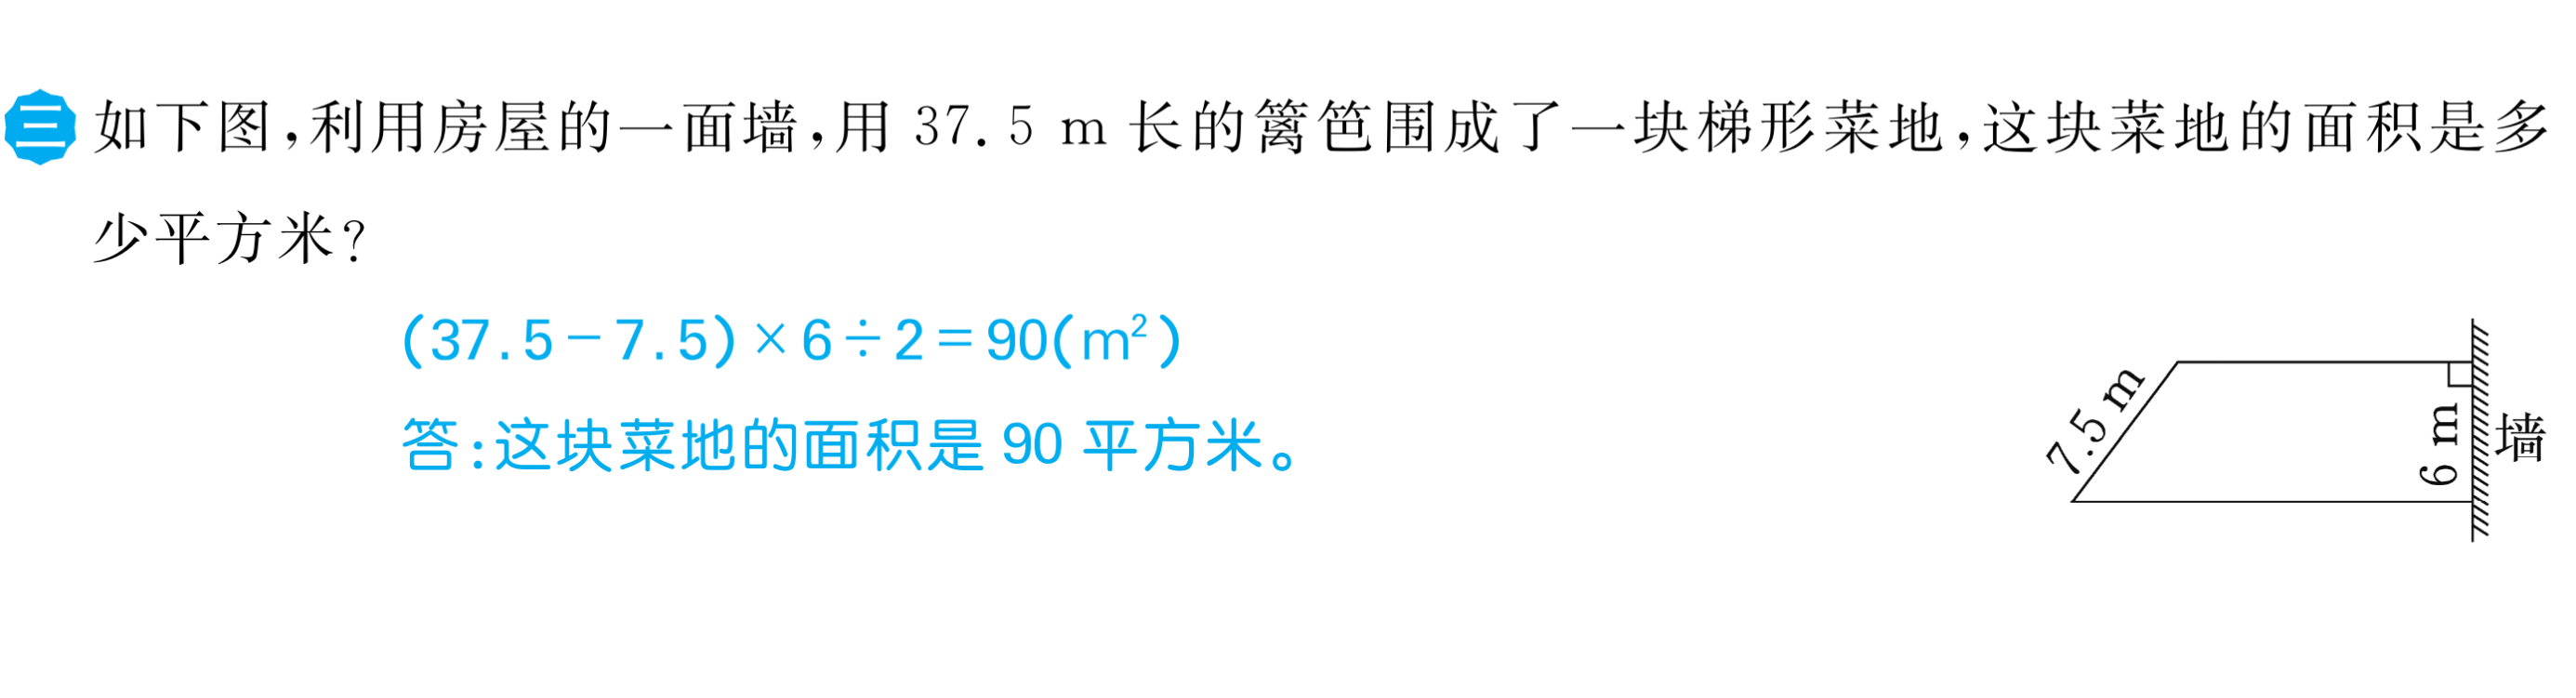 三 如下图,利用房屋的一面墙,用 37.5 m 长的篱笆围成了一块梯形菜地,这块菜地的面积是多
少平方米?
(37.5-7.5)×6÷2=90(m²)
答:这块菜地的面积是 90 平方米。
7.5 m
6 m
墙